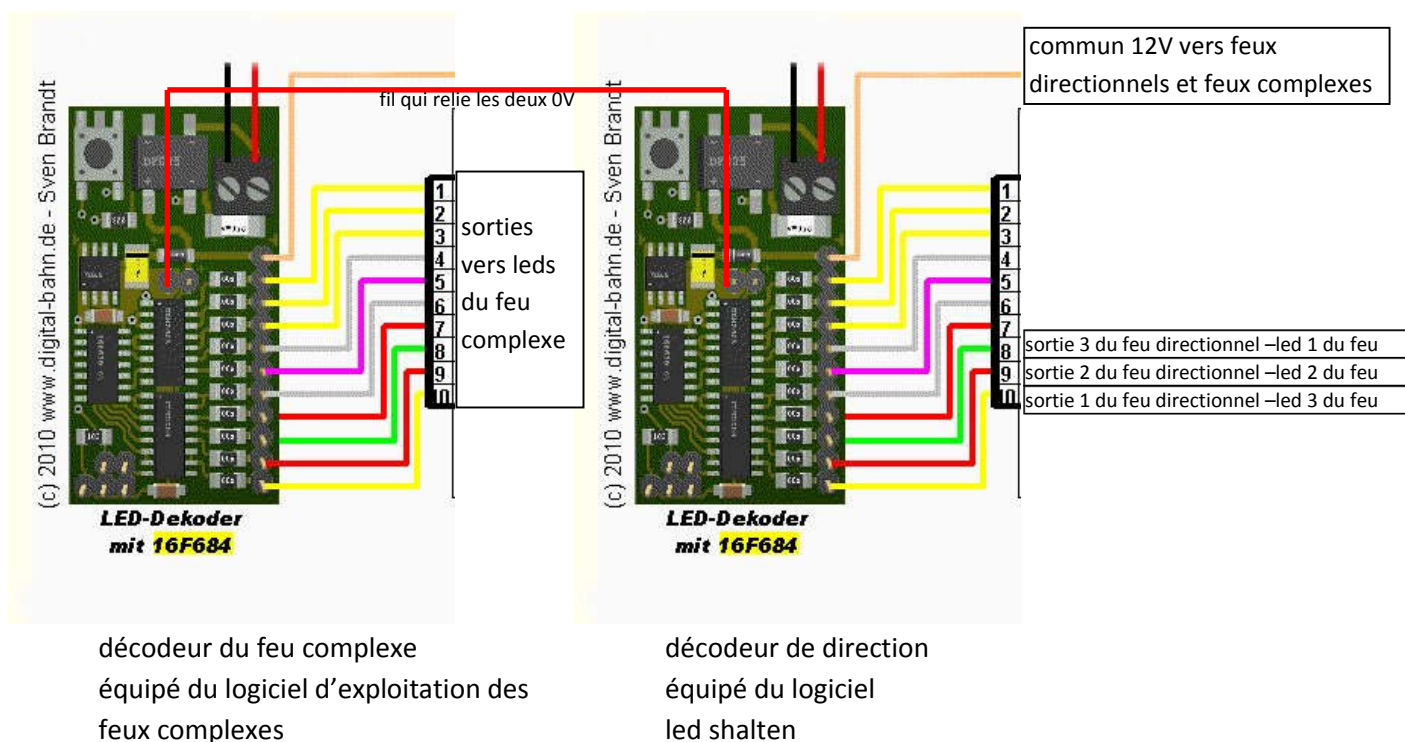 commun 12V vers feux
directionnels et feux complexes
fil qui relie les deux 0V
(c) 2010 www.digital-bahn.de - Sven Brandt
1
2
3
4
5
6
7
8
9
10
sorties
vers leds
du feu
complexe
LED-Dekoder
mit 16F684
décodeur du feu complexe
équipé du logiciel d'exploitation des
feux complexes
(c) 2010 www.digital-bahn.de - Sven Brandt
1
2
3
4
5
6
7
8
9
10
sortie 3 du feu directionnel –led 1 du feu
sortie 2 du feu directionnel –led 2 du feu
sortie 1 du feu directionnel –led 3 du feu
LED-Dekoder
mit 16F684
décodeur de direction
équipé du logiciel
led shalten